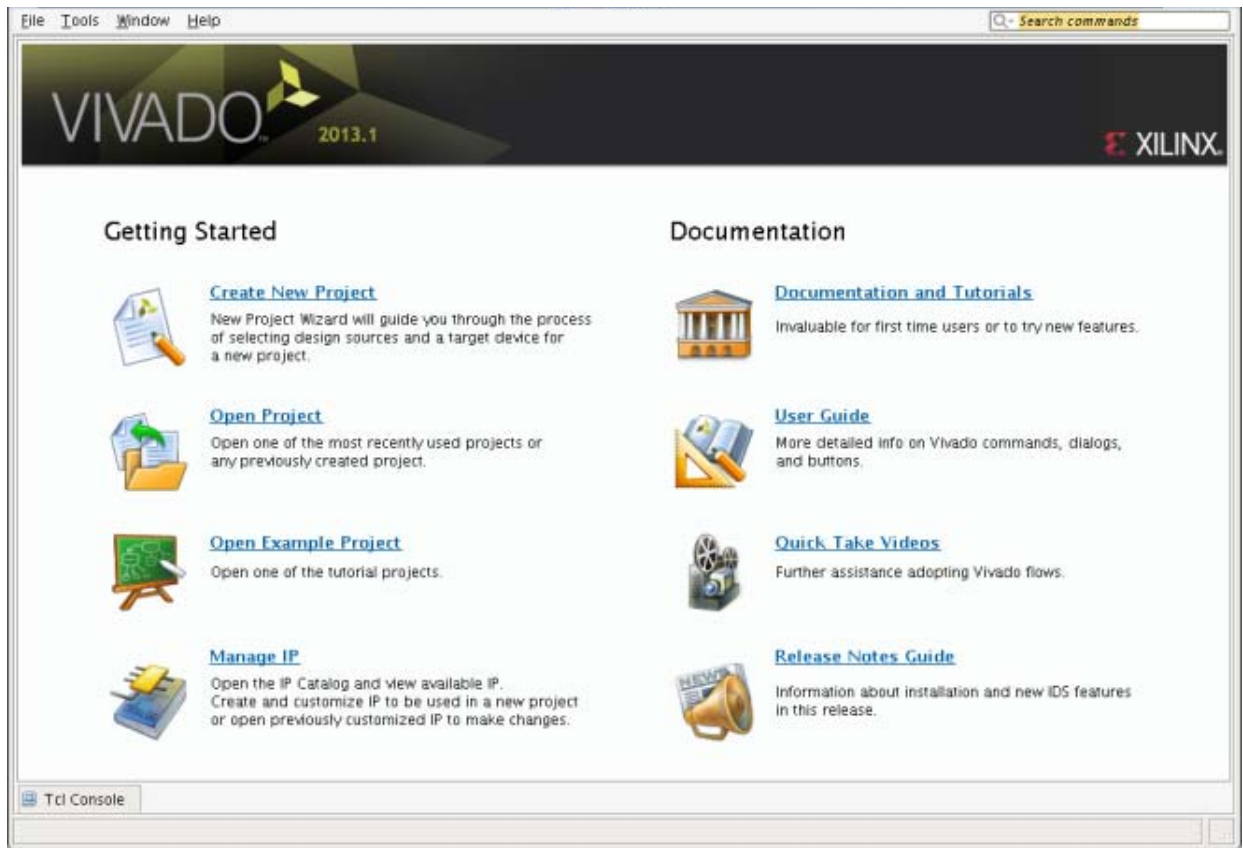 File Tools Window Help
Search commands
VIVADO™ 2013.1
XILINX®
Getting Started
Create New Project
New Project Wizard will guide you through the process
of selecting design sources and a target device for
a new project.
Open Project
Open one of the most recently used projects or
any previously created project.
Open Example Project
Open one of the tutorial projects.
Manage IP
Open the IP Catalog and view available IP.
Create and customize IP to be used in a new project
or open previously customized IP to make changes.
Documentation
Documentation and Tutorials
Invaluable for first time users or to try new features.
User Guide
More detailed info on Vivado commands, dialogs,
and buttons.
Quick Take Videos
Further assistance adopting Vivado flows.
NEWS
Release Notes Guide
Information about installation and new IDS features
in this release.
Tcl Console